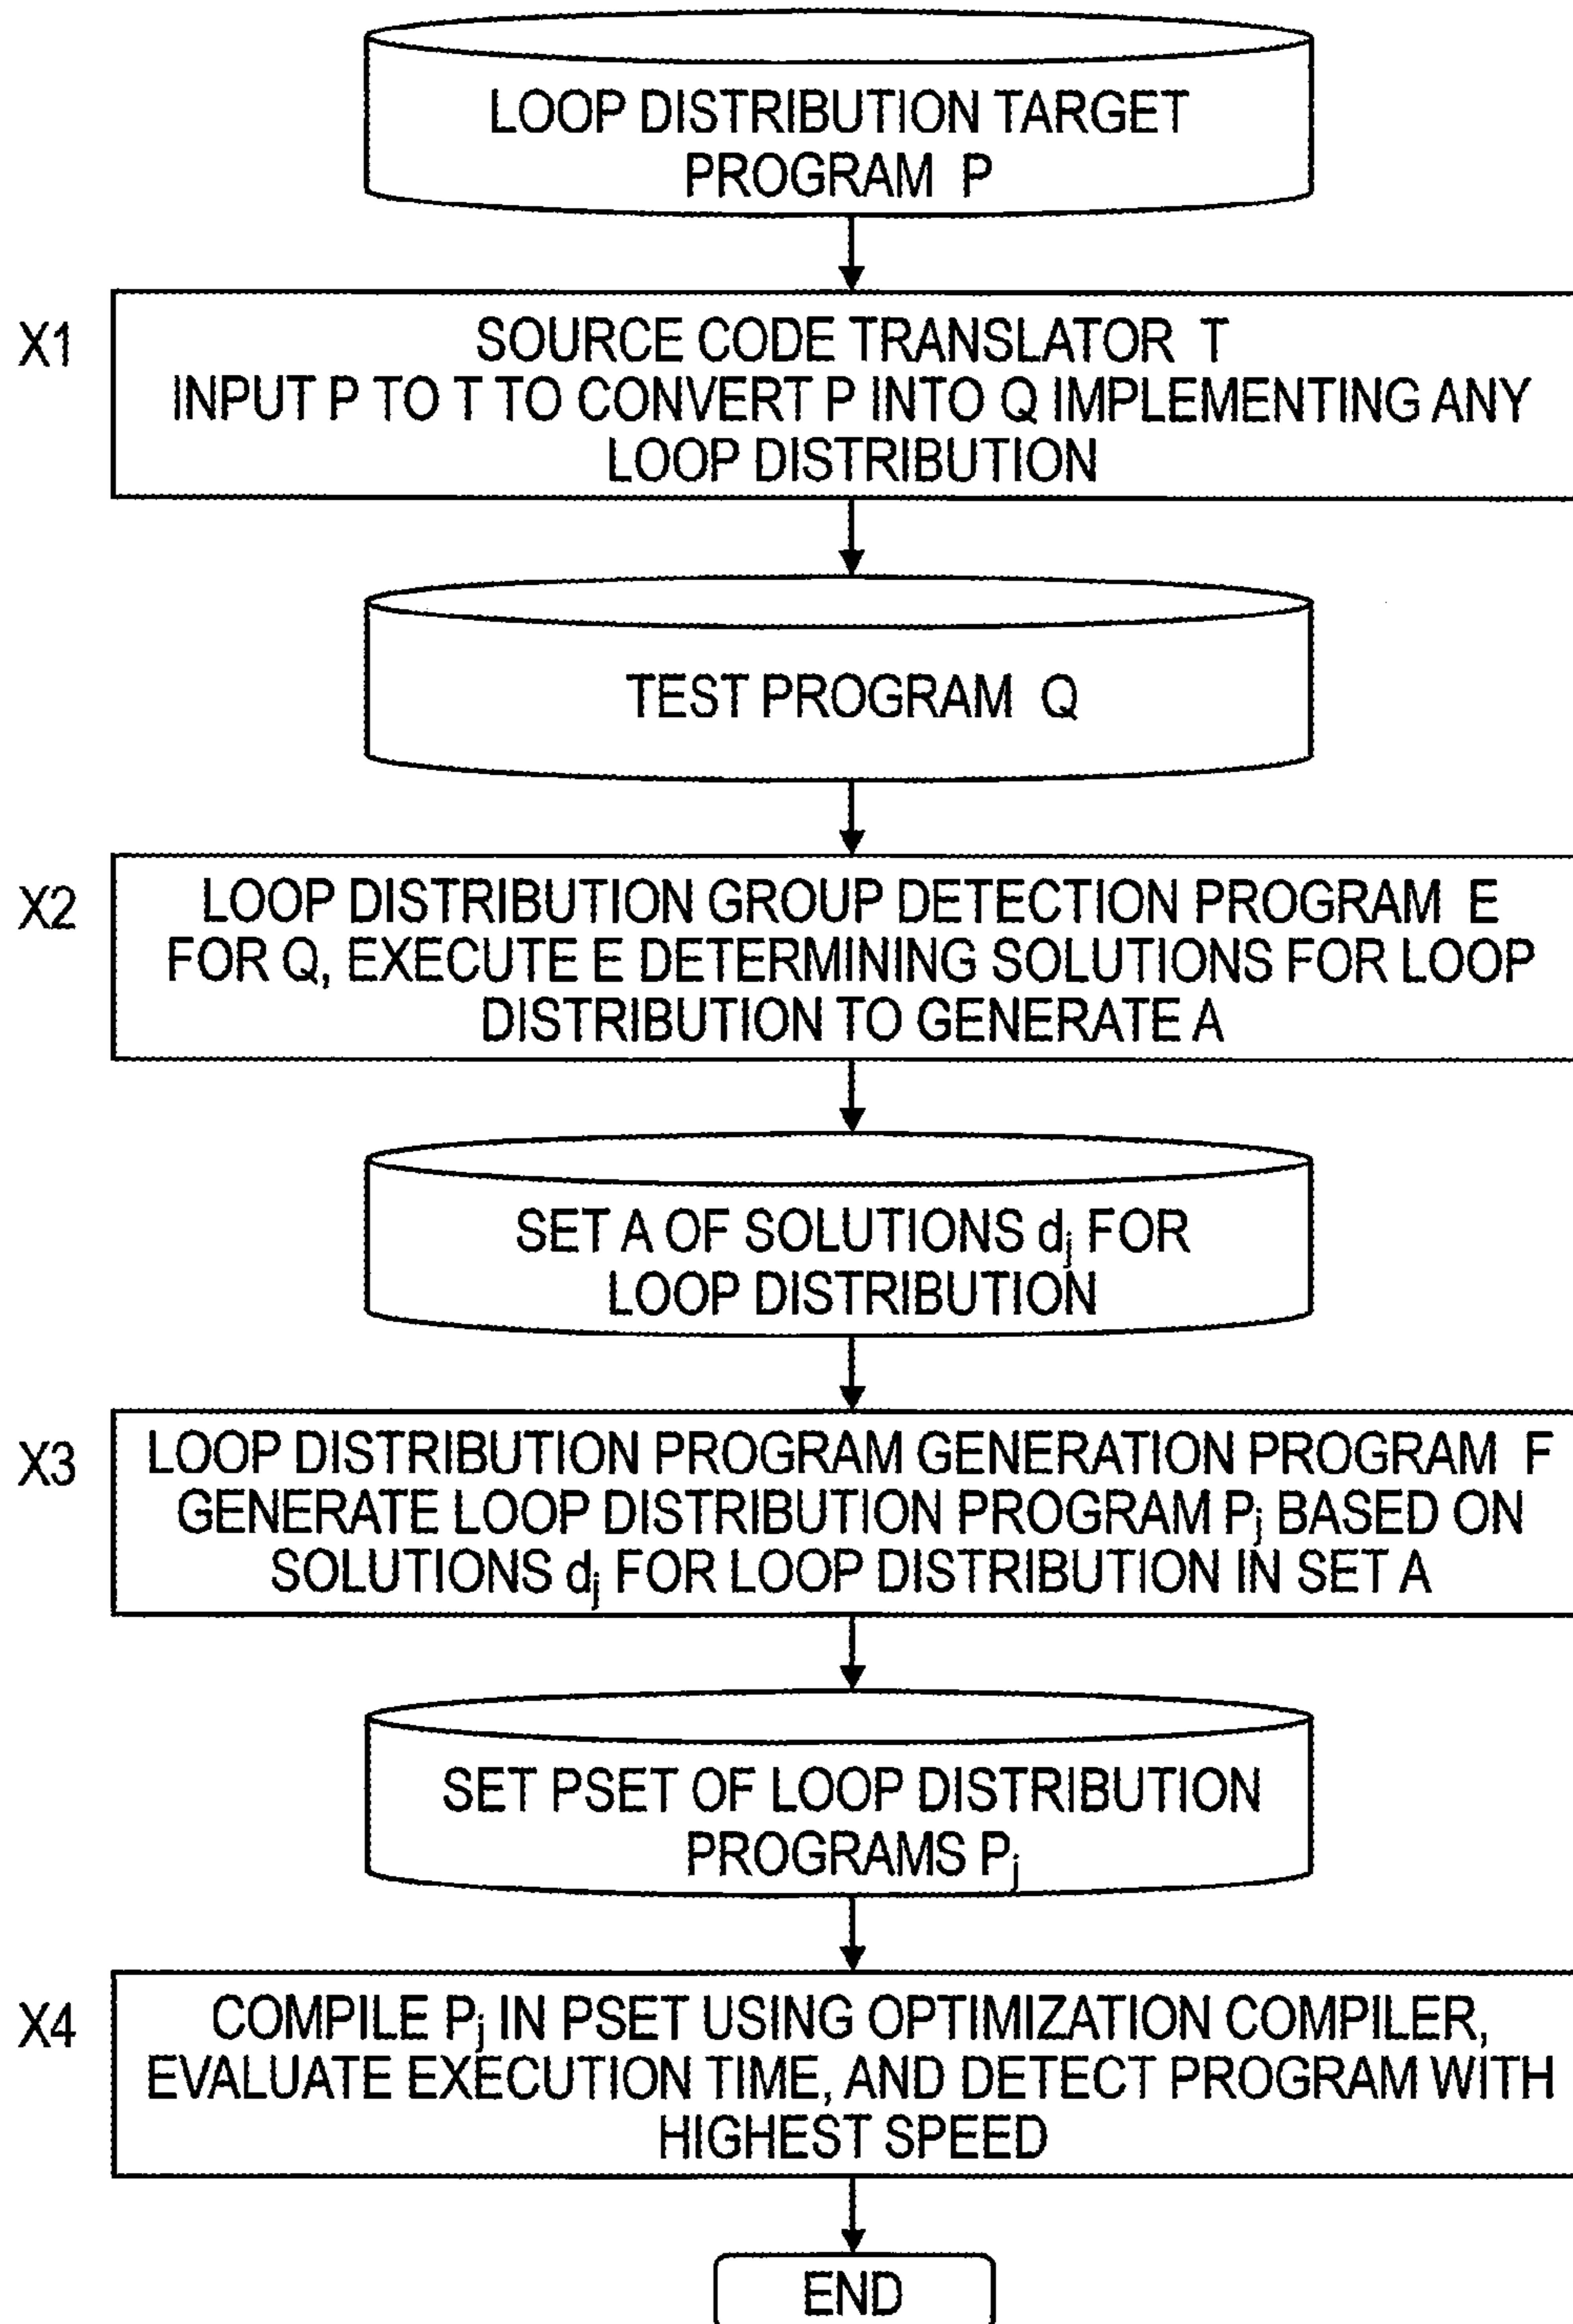 LOOP DISTRIBUTION TARGET
PROGRAM P
X1
SOURCE CODE TRANSLATOR T
INPUT P TO T TO CONVERT P INTO Q IMPLEMENTING ANY
LOOP DISTRIBUTION
TEST PROGRAM Q
X2
LOOP DISTRIBUTION GROUP DETECTION PROGRAM E
FOR Q, EXECUTE E DETERMINING SOLUTIONS FOR LOOP
DISTRIBUTION TO GENERATE A
SET A OF SOLUTIONS dj FOR
LOOP DISTRIBUTION
X3
LOOP DISTRIBUTION PROGRAM GENERATION PROGRAM F
GENERATE LOOP DISTRIBUTION PROGRAM Pj BASED ON
SOLUTIONS dj FOR LOOP DISTRIBUTION IN SET A
SET PSET OF LOOP DISTRIBUTION
PROGRAMS Pj
X4
COMPILE Pj IN PSET USING OPTIMIZATION COMPILER,
EVALUATE EXECUTION TIME, AND DETECT PROGRAM WITH
HIGHEST SPEED
END